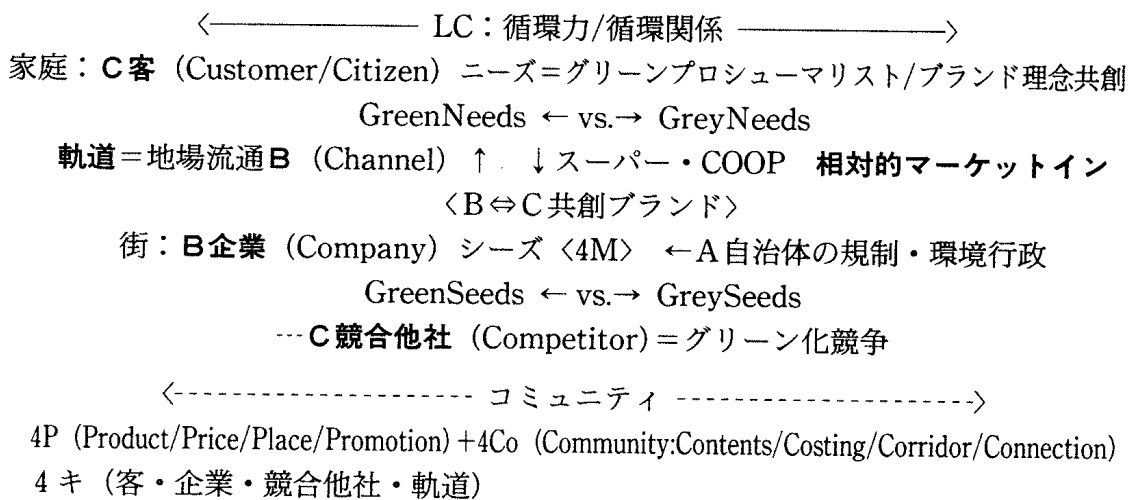 〈———— LC：循環力/循環関係 ————〉
家庭：C客（Customer/Citizen）ニーズ＝グリーンプロシューマリスト/ブランド理念共創
GreenNeeds ← vs.→ GreyNeeds
軌道＝地場流通B（Channel）↑ ↓スーパー・COOP 相対的マーケットイン
〈B⇔C共創ブランド〉
街：B企業（Company）シーズ〈4M〉 ←A自治体の規制・環境行政
GreenSeeds ← vs.→ GreySeeds
---C競合他社（Competitor)＝グリーン化競争
〈--------------------- コミュニティ ---------------------〉
4P（Product/Price/Place/Promotion)＋4Co（Community:Contents/Costing/Corridor/Connection）
4キ（客・企業・競合他社・軌道）